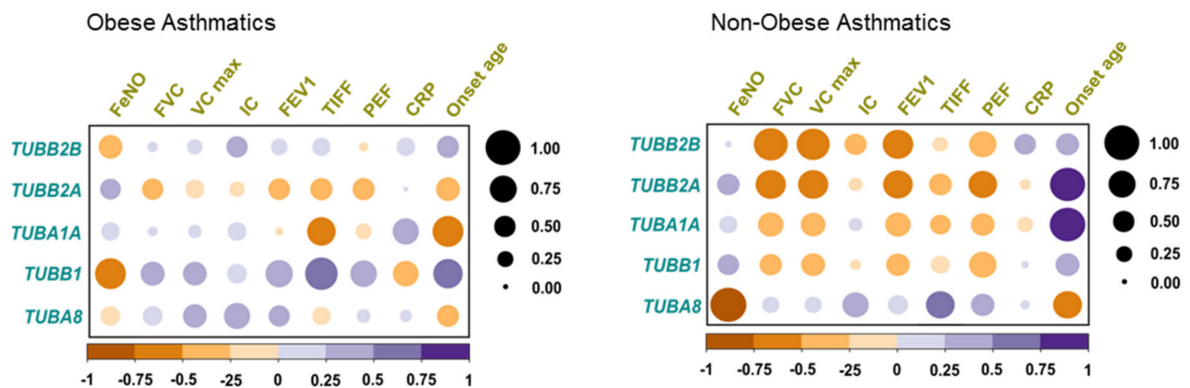 Obese Asthmatics
FeNO FVC VC max IC FEV1 TIFF PEF CRP Onset age
TUBB2B
TUBB2A
TUBA1A
TUBB1
TUBA8
1.00
0.75
0.50
0.25
0.00
-1 -0.75 -0.5 -25 0 0.25 0.5 0.75 1
Non-Obese Asthmatics
FeNO FVC VC max IC FEV1 TIFF PEF CRP Onset age
TUBB2B
TUBB2A
TUBA1A
TUBB1
TUBA8
1.00
0.75
0.50
0.25
0.00
-1 -0.75 -0.5 -25 0 0.25 0.5 0.75 1